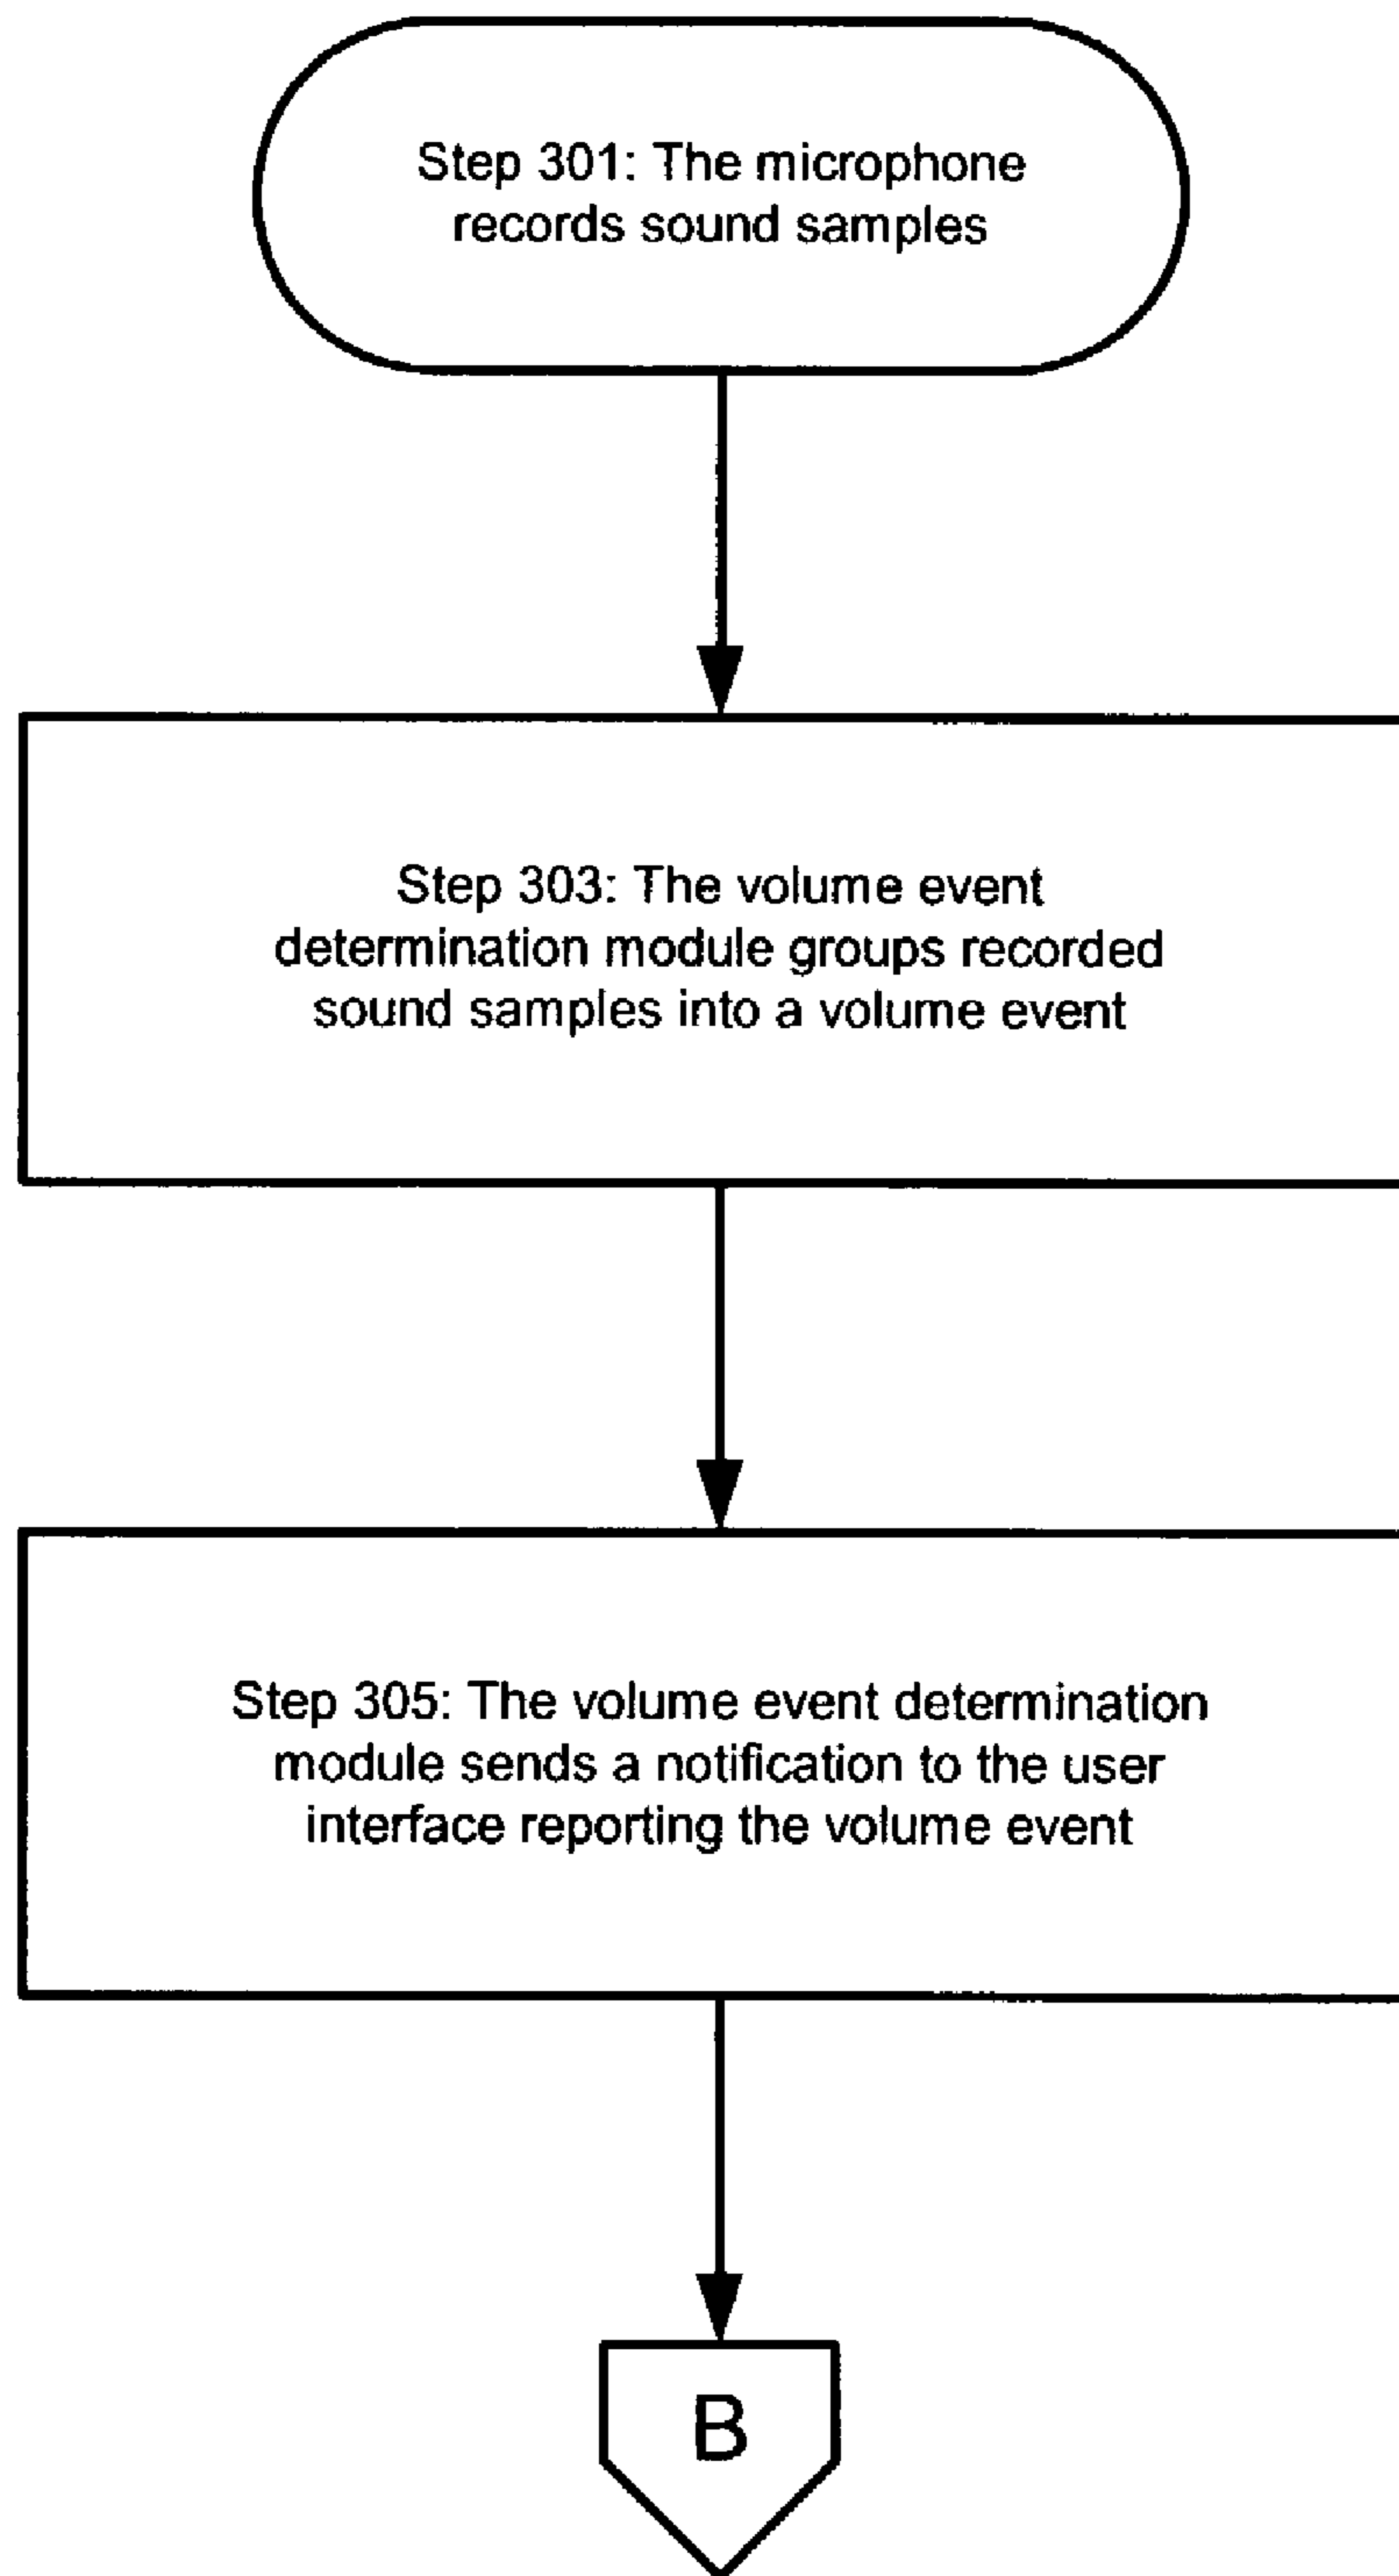 Step 301: The microphone
records sound samples
Step 303: The volume event
determination module groups recorded
sound samples into a volume event
Step 305: The volume event determination
module sends a notification to the user
interface reporting the volume event
B